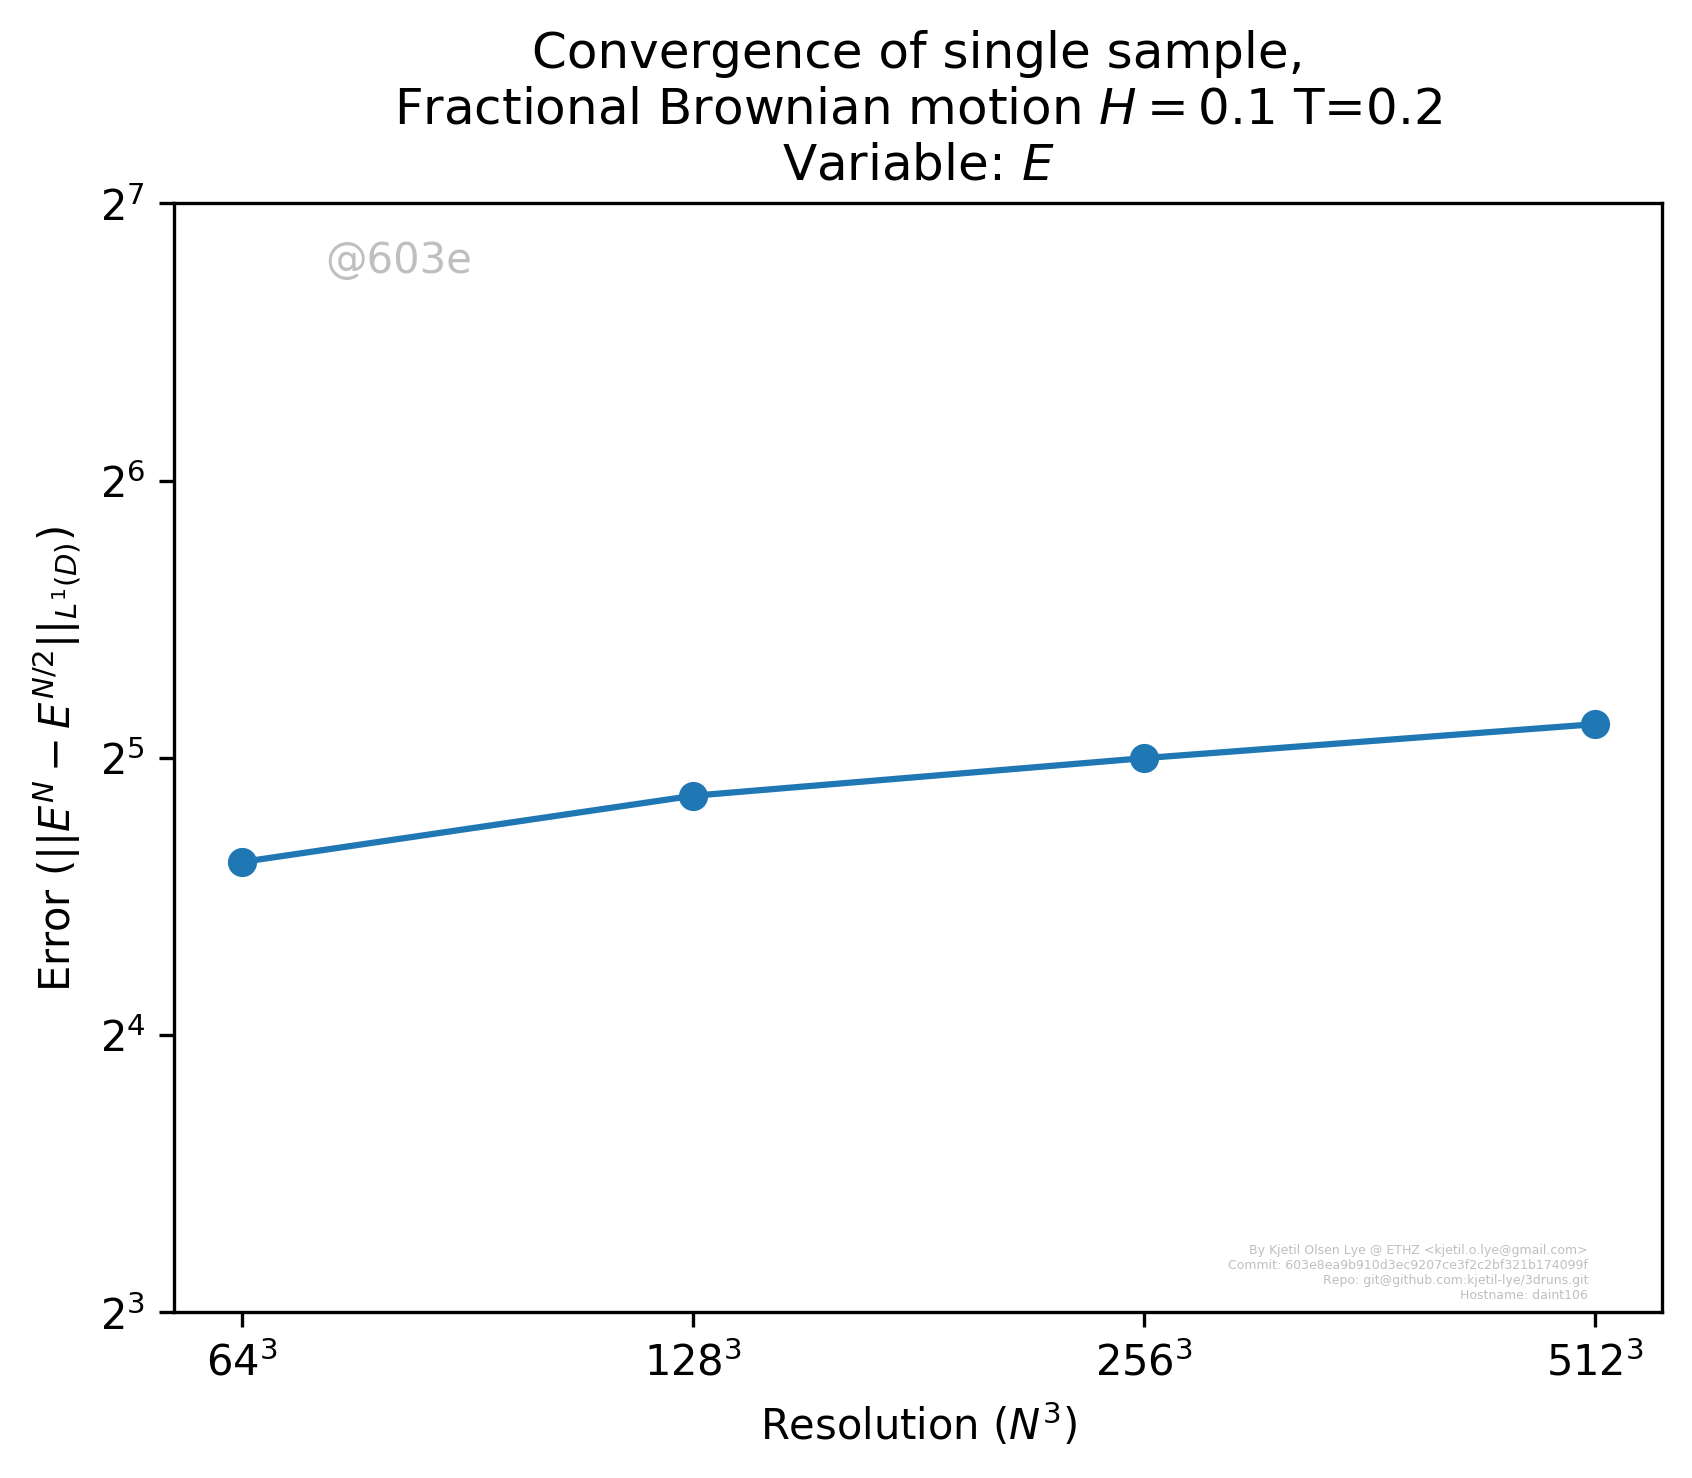 Convergence of single sample,
Fractional Brownian motion H = 0.1 T=0.2
Variable: E
@603e
Error (||E^N − E^{N/2}||_{L^1(D)})
2^7
2^6
2^5
2^4
2^3
64^3 128^3 256^3 512^3
Resolution (N^3)
By Kjetil Olsen Lye @ ETHZ <kjetil.o.lye@gmail.com>
Commit: 603e8ea9b910d3ec9207ce3f2c2bf321b174099f
Repo: git@github.com:kjetil-lye/3druns.git
Hostname: daint106